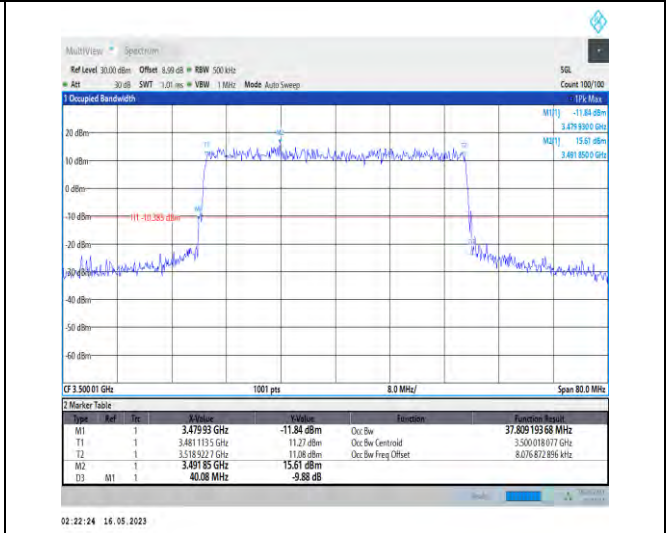 MultiView Spectrum
Ref Level 30.00 dBm Offset 8.99 dB RBW 500 kHz SGL
Att 30 dB SWT 1.01 ms VBW 1 MHz Mode Auto Sweep Count 100/100
1 Occupied Bandwidth 1Pk Max
M1[1] -11.84 dBm
3.479 930 0 GHz
M2[1] 15.61 dBm
3.491 850 0 GHz
20 dBm
10 dBm
0 dBm
-10 dBm
H1 -10.385 dBm
-20 dBm
-30 dBm
-40 dBm
-50 dBm
-60 dBm
CF 3.500 01 GHz 1001 pts 8.0 MHz/ Span 80.0 MHz
2 Marker Table
Type Ref Trc X-Value Y-Value Function Function Result
M1 1 3.479 93 GHz -11.84 dBm Occ Bw 37.809 193 68 MHz
T1 1 3.481 113 5 GHz 11.27 dBm Occ Bw Centroid 3.500 018 077 GHz
T2 1 3.518 922 7 GHz 11.08 dBm Occ Bw Freq Offset 8.076 872 896 kHz
M2 1 3.491 85 GHz 15.61 dBm
D3 M1 1 40.08 MHz -9.88 dB
02:22:24 16.05.2023